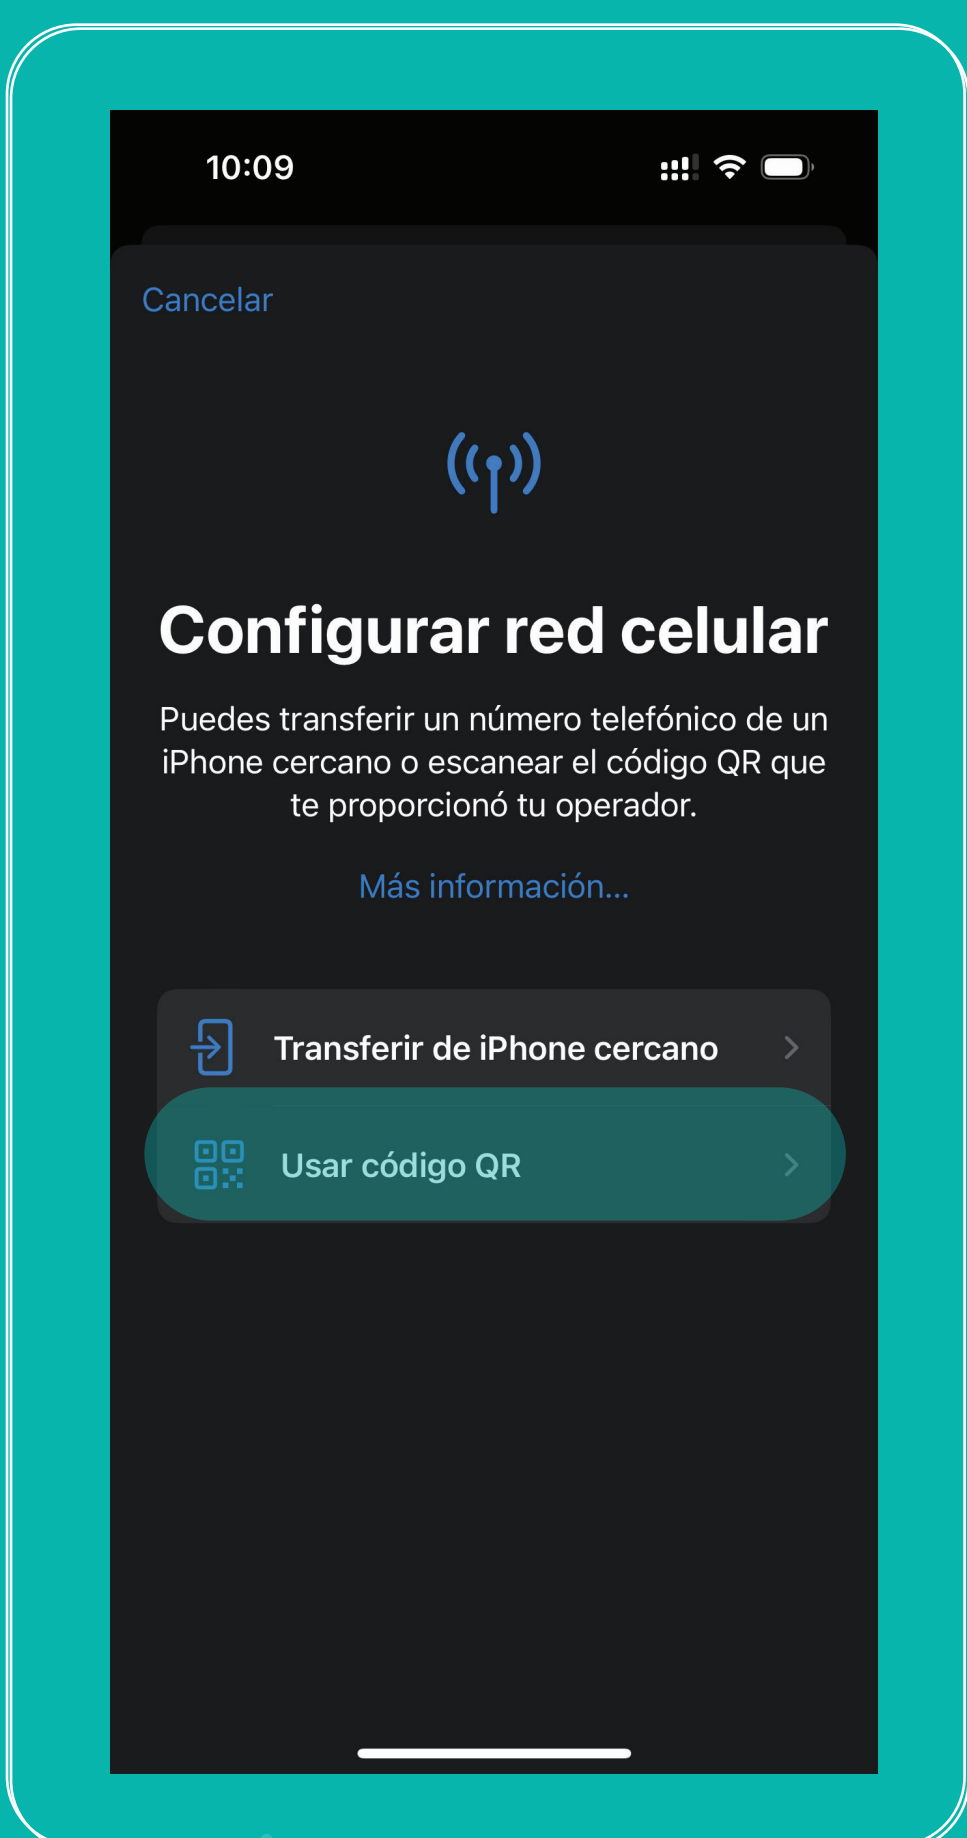 10:09
Cancelar
Configurar red celular
Puedes transferir un número telefónico de un
iPhone cercano o escanear el código QR que
te proporcionó tu operador.
Más información...
Transferir de iPhone cercano
Usar código QR